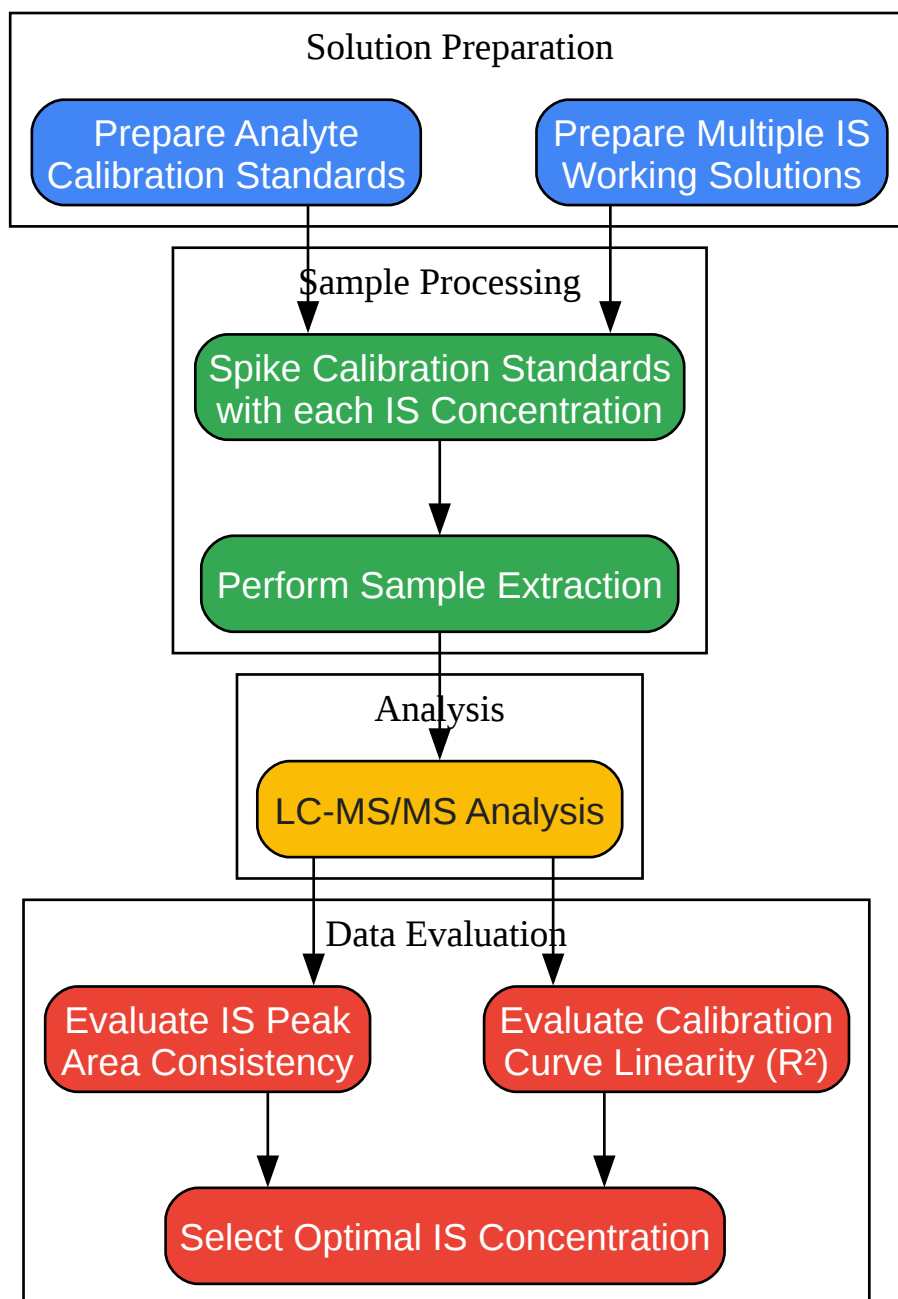 Solution Preparation
Prepare Analyte
Calibration Standards
Prepare Multiple IS
Working Solutions
Sample Processing
Spike Calibration Standards
with each IS Concentration
Perform Sample Extraction
Analysis
LC-MS/MS Analysis
Data Evaluation
Evaluate IS Peak
Area Consistency
Evaluate Calibration
Curve Linearity (R²)
Select Optimal IS Concentration